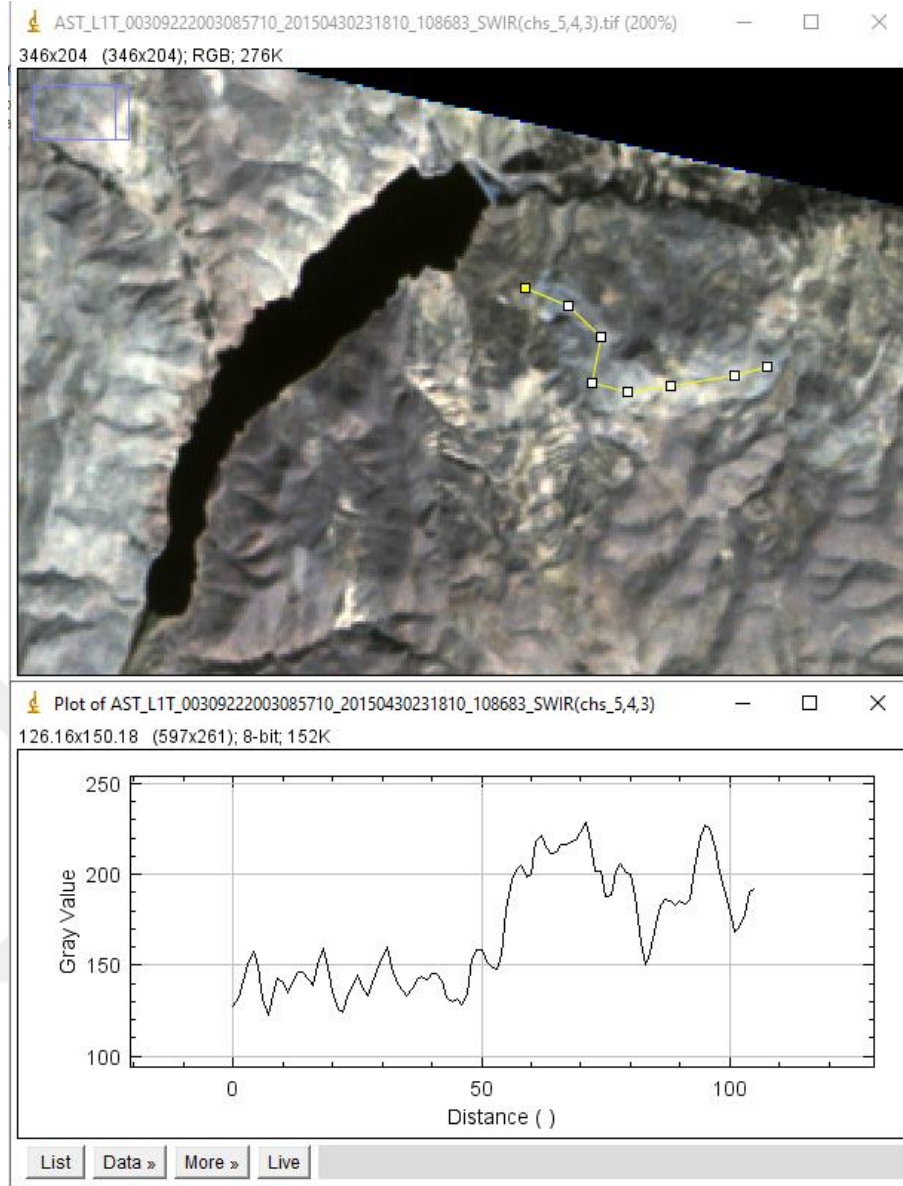 AST_L1T_00309222003085710_20150430231810_108683_SWIR(chs_5,4,3).tif (200%)
346x204 (346x204); RGB; 276K
Plot of AST_L1T_00309222003085710_20150430231810_108683_SWIR(chs_5,4,3)
126.16x150.18 (597x261); 8-bit; 152K
250
200
150
100
Gray Value
0 50 100
Distance ( )
List Data » More » Live